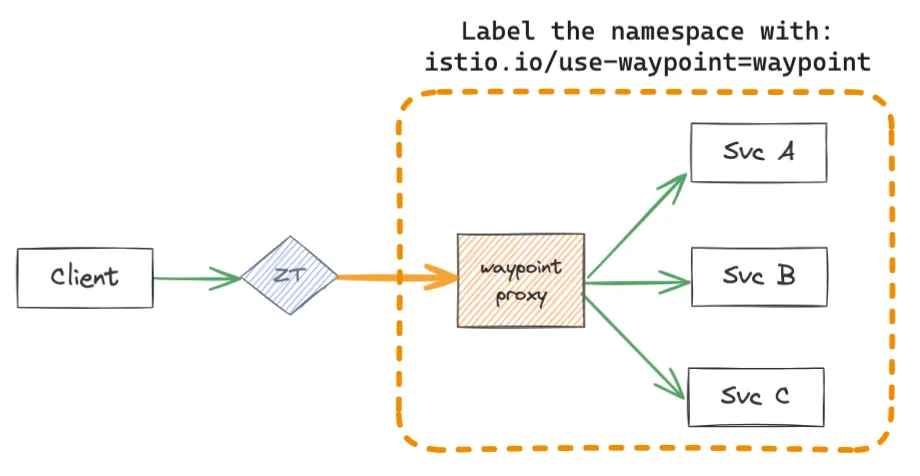 Label the namespace with:
istio.io/use-waypoint=waypoint
Svc A
Client
ZT
waypoint
proxy
Svc B
Svc C